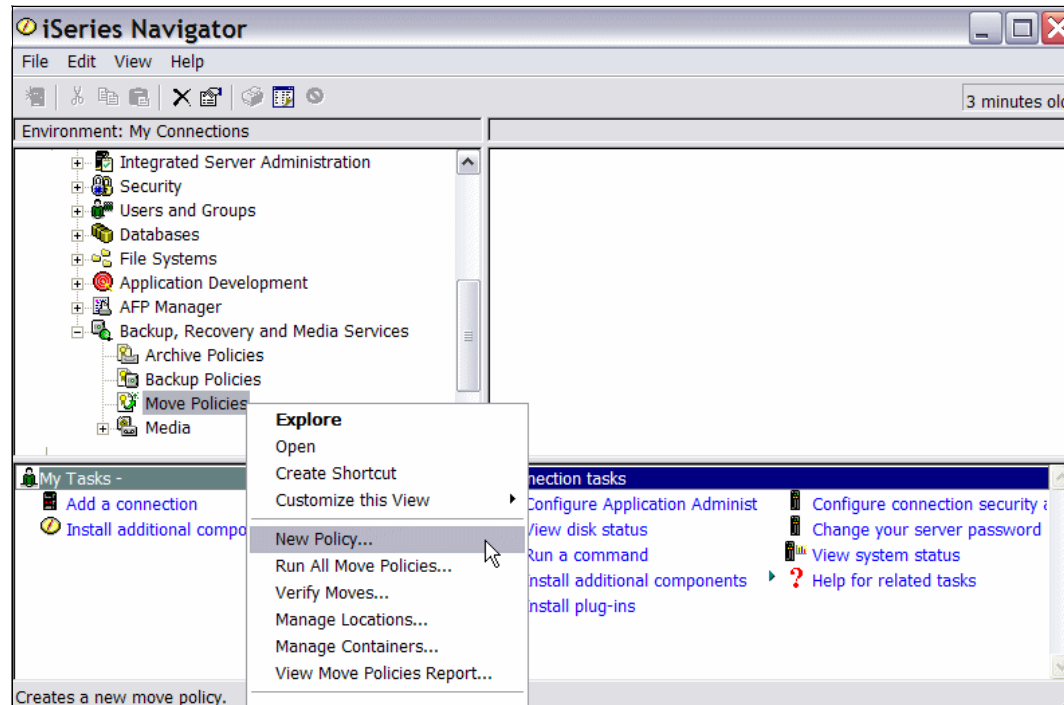 iSeries Navigator
File Edit View Help
3 minutes old
Environment: My Connections
Integrated Server Administration
Security
Users and Groups
Databases
File Systems
Application Development
AFP Manager
Backup, Recovery and Media Services
Archive Policies
Backup Policies
Move Policies
Media
Explore
Open
Create Shortcut
Customize this View
New Policy...
Run All Move Policies...
Verify Moves...
Manage Locations...
Manage Containers...
View Move Policies Report...
My Tasks -
Add a connection
Install additional compo
nection tasks
Configure Application Administ
View disk status
Run a command
nstall additional components
nstall plug-ins
Configure connection security
Change your server password
View system status
Help for related tasks
Creates a new move policy.